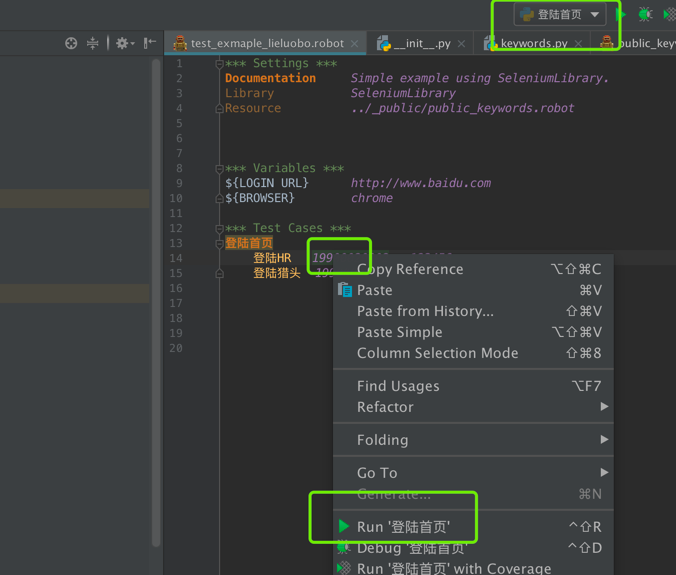 登陆首页
test_exmaple_lieluobo.robot
__init__.py
keywords.py
public_keyw
1 *** Settings ***
2 Documentation Simple example using SeleniumLibrary.
3 Library SeleniumLibrary
4 Resource ../_public/public_keywords.robot
5
6
7
8 *** Variables ***
9 ${LOGIN URL} http://www.baidu.com
10 ${BROWSER} chrome
11
12 *** Test Cases ***
13 登陆首页
14 登陆HR 199
15 登陆猎头 199
16
17
18
19
20
Copy Reference ⌥⇧⌘C
Paste ⌘V
Paste from History... ⇧⌘V
Paste Simple ⌥⇧⌘V
Column Selection Mode ⇧⌘8
Find Usages ⌥F7
Refactor
Folding
Go To
Generate... ⌘N
Run '登陆首页' ^⇧R
Debug '登陆首页' ^⇧D
Run '登陆首页' with Coverage